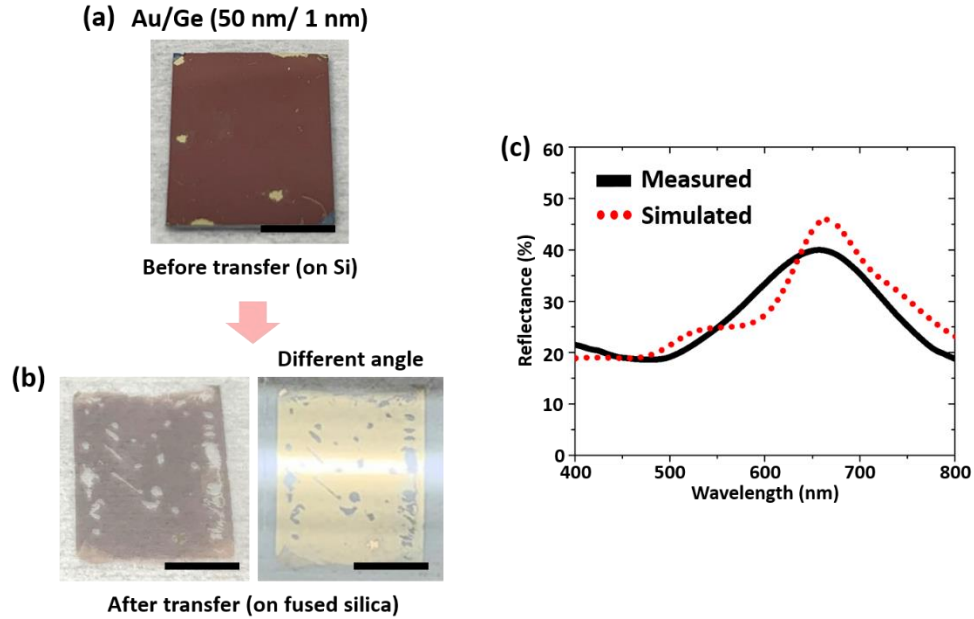 (a) Au/Ge (50 nm/ 1 nm)
Before transfer (on Si)
(b)
Different angle
After transfer (on fused silica)
(c)
Measured
Simulated
60
50
40
30
20
10
0
Reflectance (%)
400 500 600 700 800
Wavelength (nm)